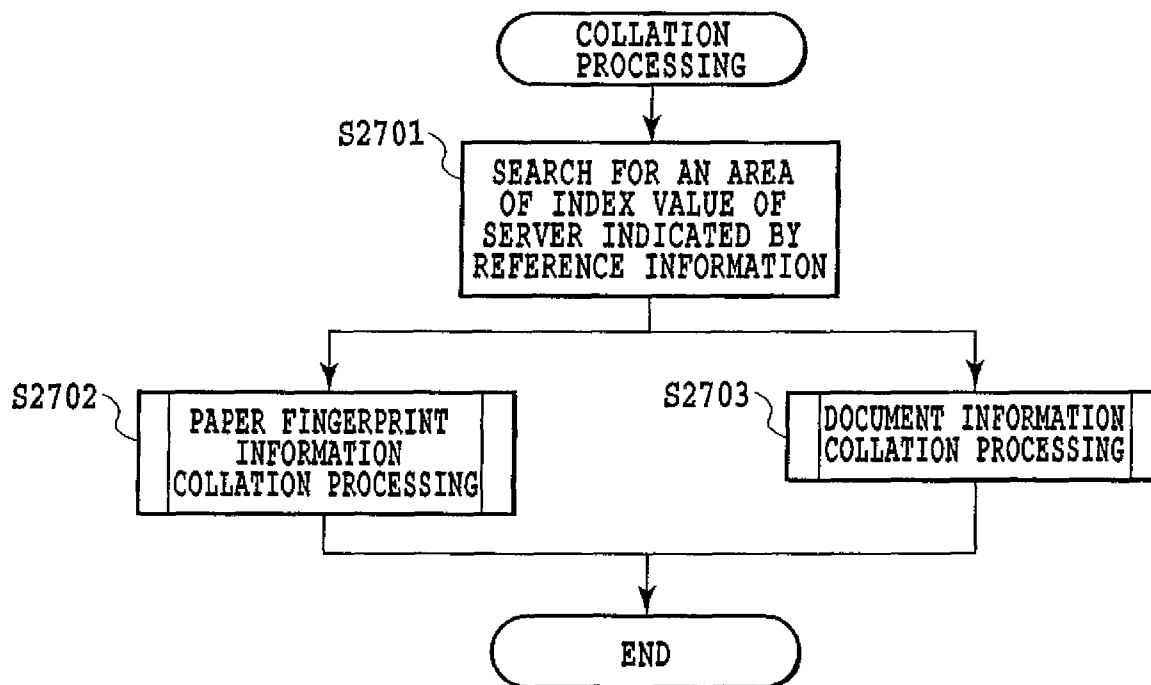 COLLATION
PROCESSING
S2701
SEARCH FOR AN AREA
OF INDEX VALUE OF
SERVER INDICATED BY
REFERENCE INFORMATION
S2702
PAPER FINGERPRINT
INFORMATION
COLLATION PROCESSING
S2703
DOCUMENT INFORMATION
COLLATION PROCESSING
END